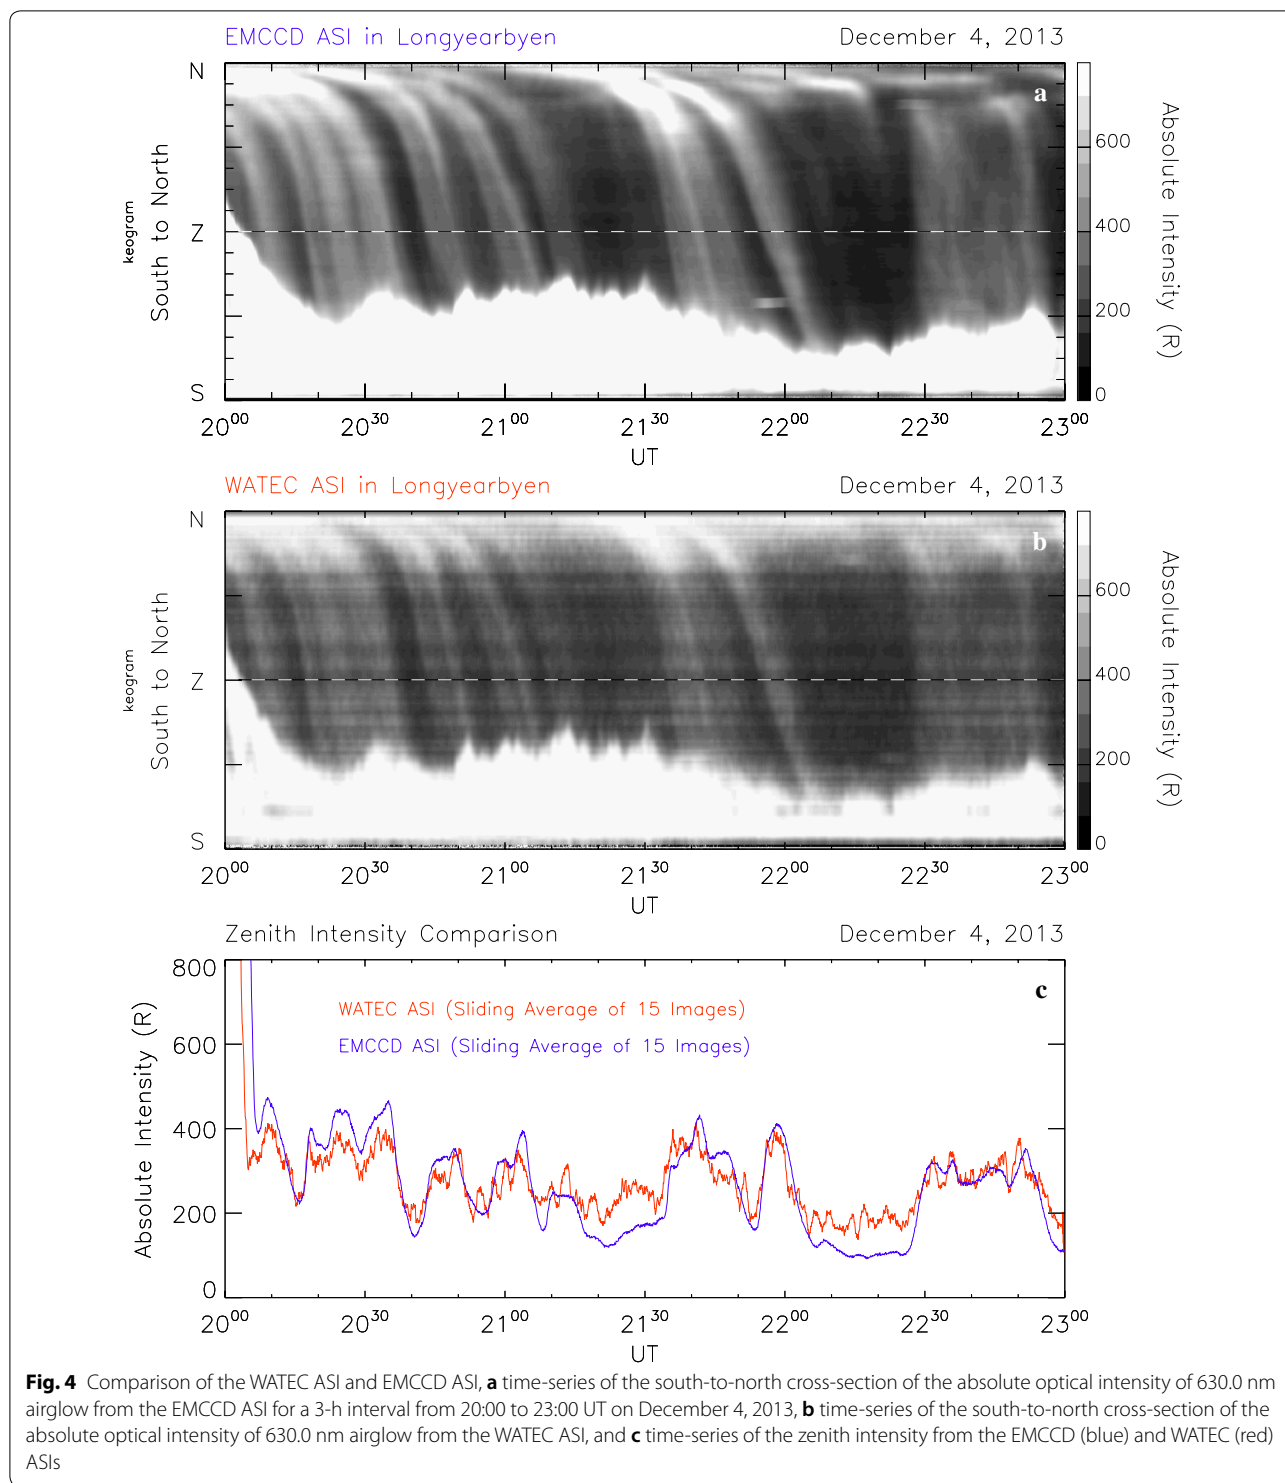 EMCCD ASI in Longyearbyen December 4, 2013
N
a
600
400
200
0
Absolute Intensity (R)
keogram
South to North
Z
S
20⁰⁰ 20³⁰ 21⁰⁰ 21³⁰ 22⁰⁰ 22³⁰ 23⁰⁰
UT
WATEC ASI in Longyearbyen December 4, 2013
N
b
600
400
200
0
Absolute Intensity (R)
keogram
South to North
Z
S
20⁰⁰ 20³⁰ 21⁰⁰ 21³⁰ 22⁰⁰ 22³⁰ 23⁰⁰
UT
Zenith Intensity Comparison December 4, 2013
800
600
400
200
0
Absolute Intensity (R)
c
WATEC ASI (Sliding Average of 15 Images)
EMCCD ASI (Sliding Average of 15 Images)
20⁰⁰ 20³⁰ 21⁰⁰ 21³⁰ 22⁰⁰ 22³⁰ 23⁰⁰
UT
Fig. 4 Comparison of the WATEC ASI and EMCCD ASI, a time-series of the south-to-north cross-section of the absolute optical intensity of 630.0 nm
airglow from the EMCCD ASI for a 3-h interval from 20:00 to 23:00 UT on December 4, 2013, b time-series of the south-to-north cross-section of the
absolute optical intensity of 630.0 nm airglow from the WATEC ASI, and c time-series of the zenith intensity from the EMCCD (blue) and WATEC (red)
ASIs